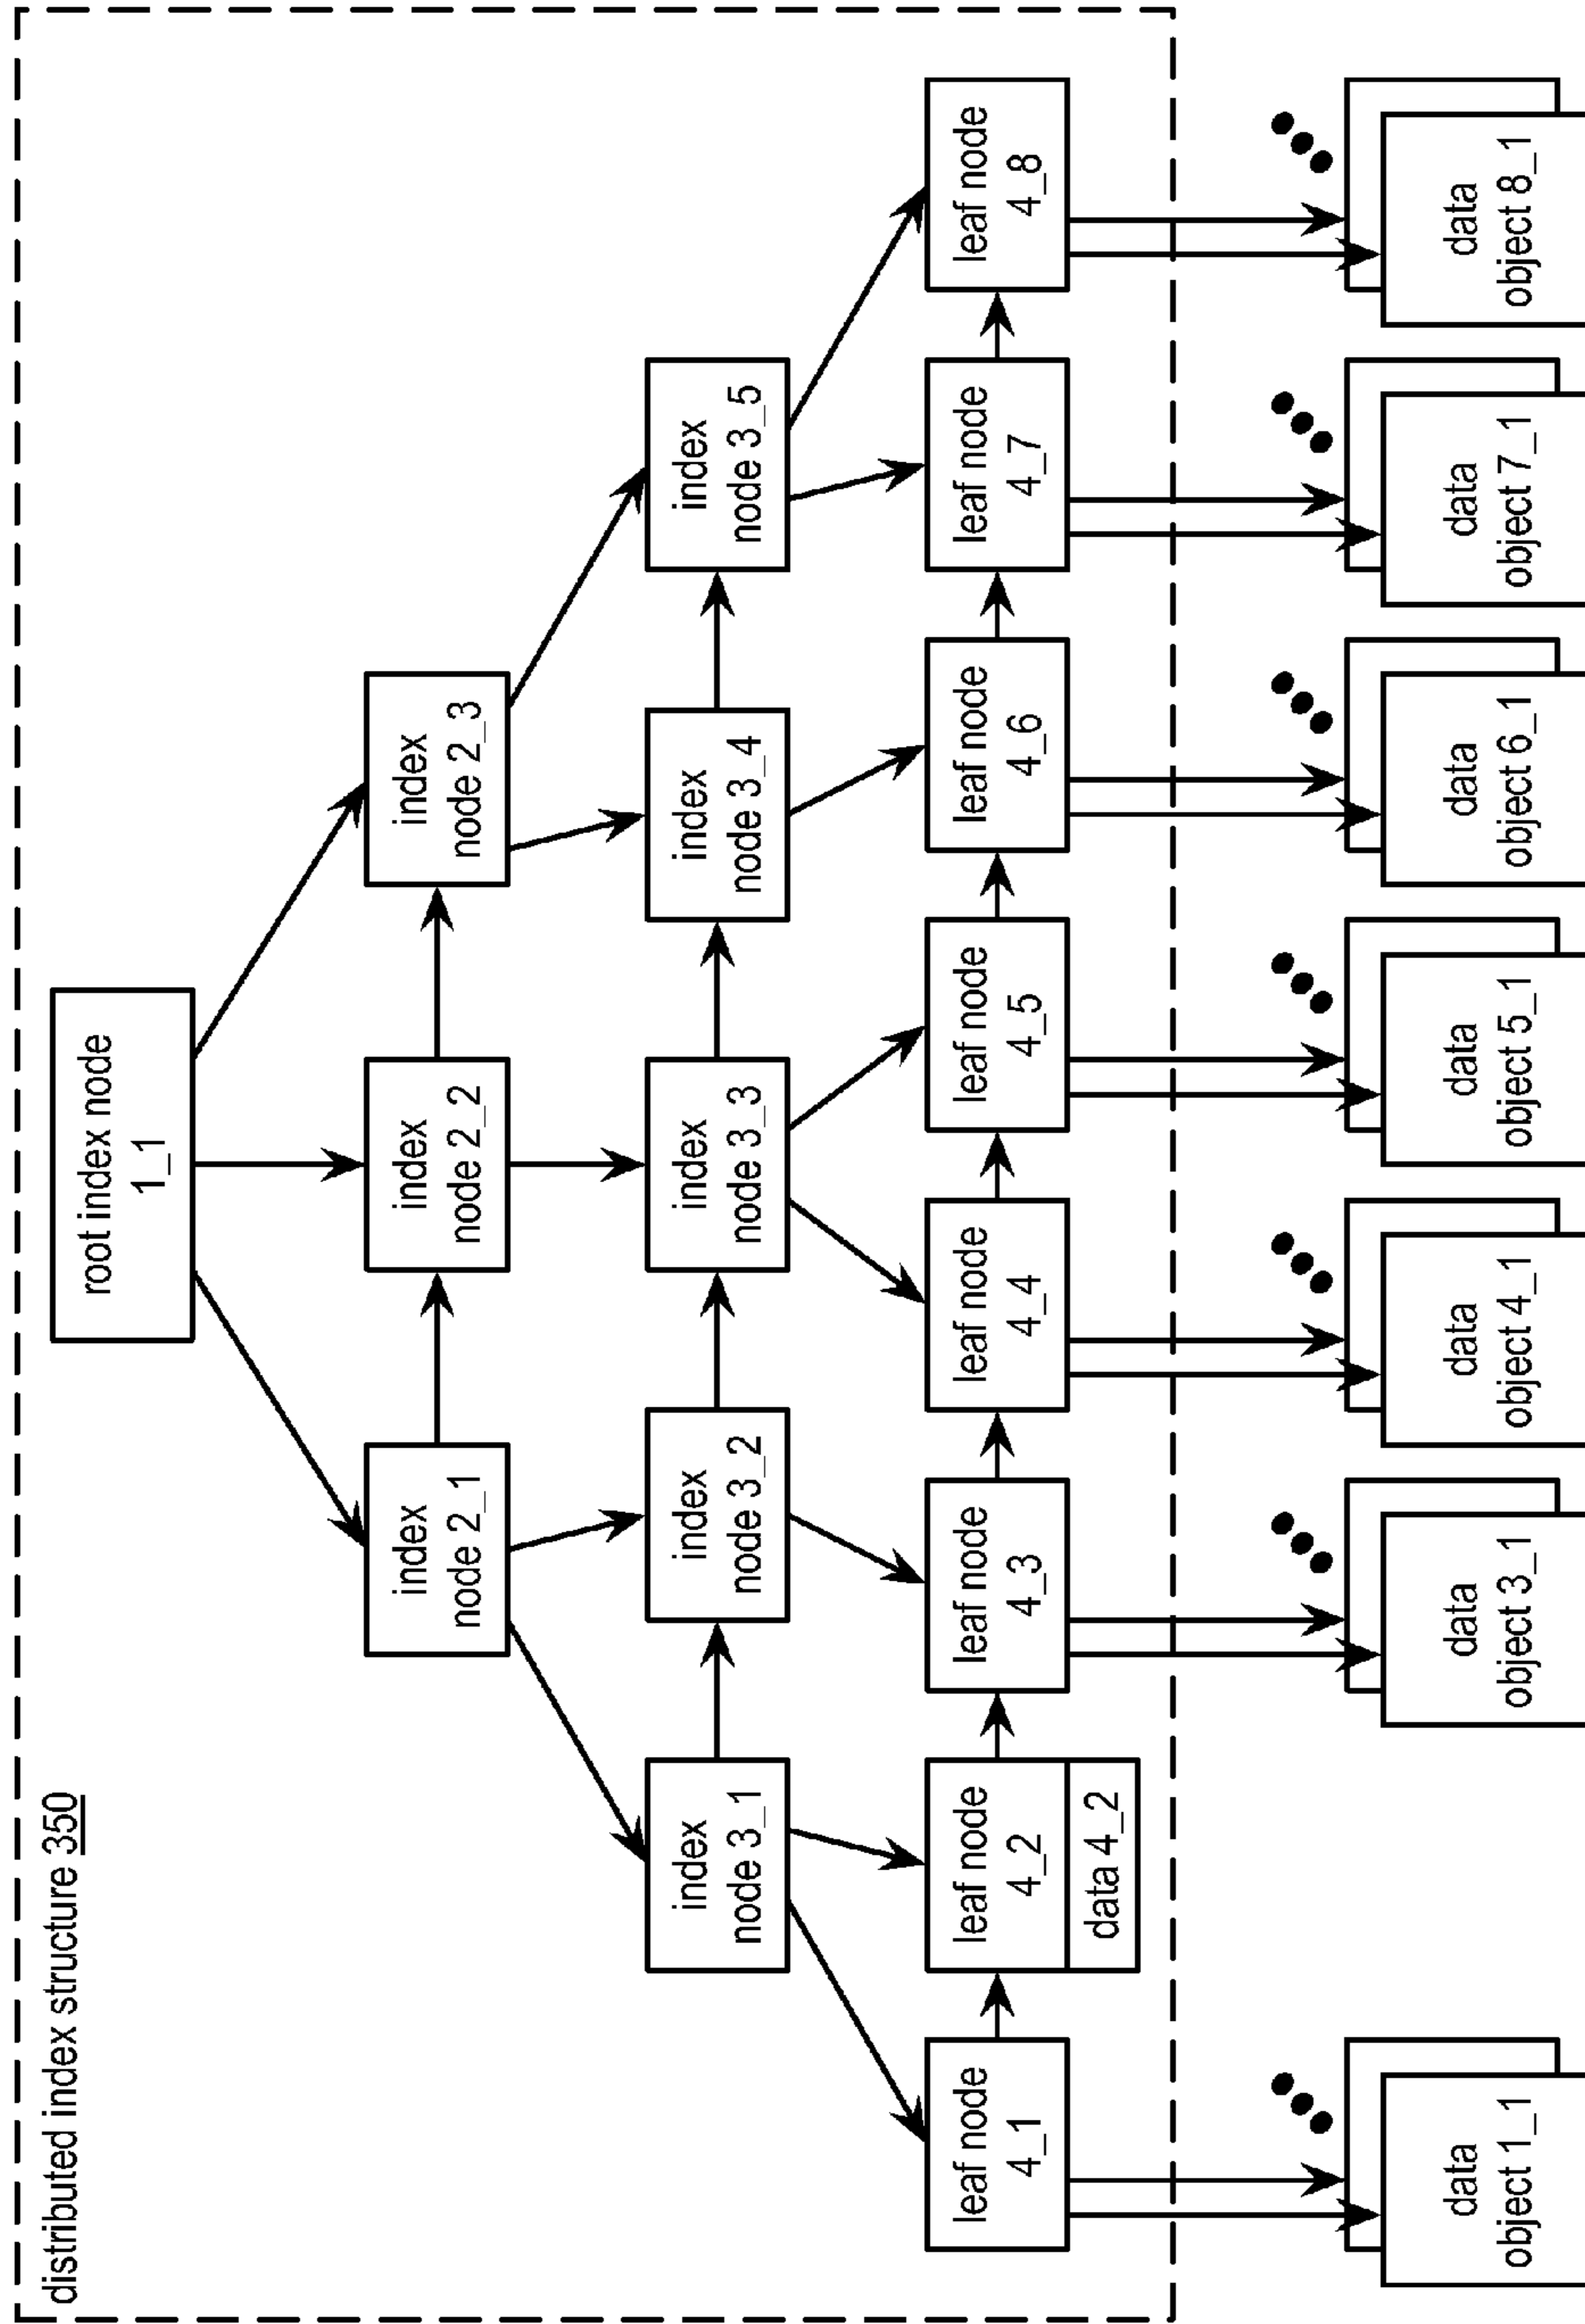 distributed index structure 350
root index node
1_1
index
node 2_1
index
node 2_2
index
node 2_3
index
node 3_1
index
node 3_2
index
node 3_3
index
node 3_4
index
node 3_5
leaf node
4_1
leaf node
4_2
data 4_2
leaf node
4_3
leaf node
4_4
leaf node
4_5
leaf node
4_6
leaf node
4_7
leaf node
4_8
data
object 1_1
data
object 3_1
data
object 4_1
data
object 5_1
data
object 6_1
data
object 7_1
data
object 8_1